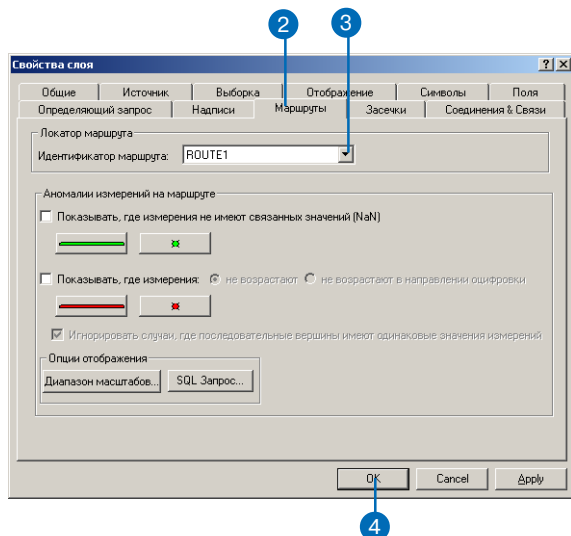 2 3
Свойства слоя
Общие Источник Выборка Отображение Символы Поля
Определяющий запрос Надписи Маршруты Засечки Соединения & Связи
Локатор маршрута
Идентификатор маршрута: ROUTE1
Аномалии измерений на маршруте
Показывать, где измерения не имеют связанных значений (NaN)
Показывать, где измерения: не возрастают не возрастают в направлении оцифровки
Игнорировать случаи, где последовательные вершины имеют одинаковые значения измерений
Опции отображения
Диапазон масштабов... SQL Запрос...
OK Cancel Apply
4